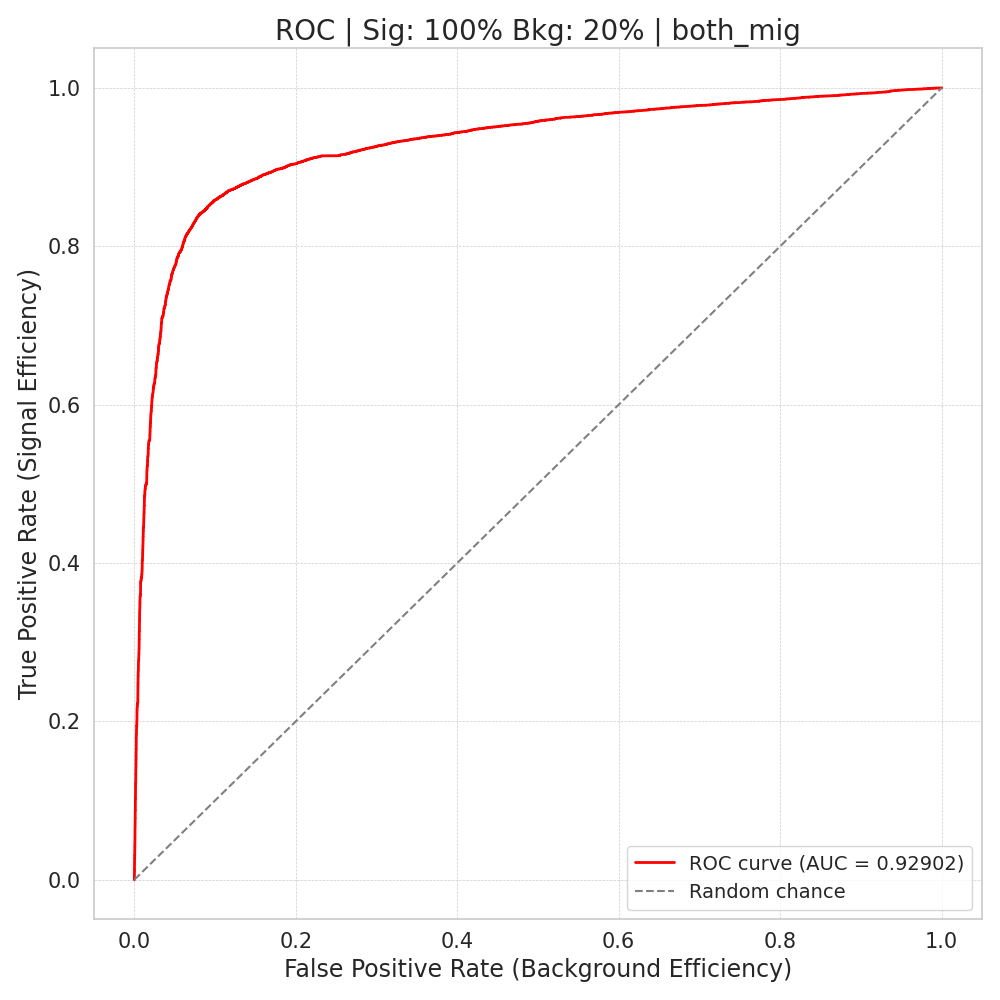 ROC | Sig: 100% Bkg: 20% | both_mig
True Positive Rate (Signal Efficiency)
1.0
0.8
0.6
0.4
0.2
0.0
ROC curve (AUC = 0.92902)
Random chance
0.0 0.2 0.4 0.6 0.8 1.0
False Positive Rate (Background Efficiency)